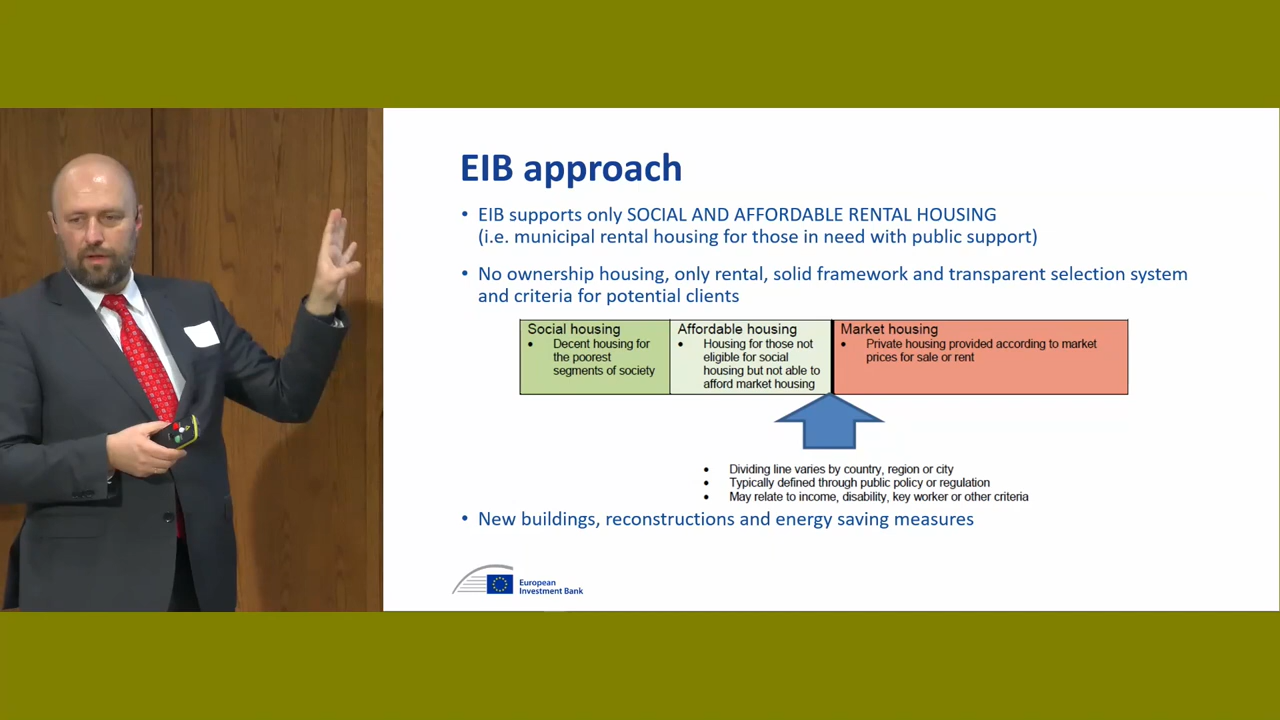 EIB approach
• EIB supports only SOCIAL AND AFFORDABLE RENTAL HOUSING
(i.e. municipal rental housing for those in need with public support)
• No ownership housing, only rental, solid framework and transparent selection system
and criteria for potential clients
Social housing
• Decent housing for
the poorest
segments of society
Affordable housing
• Housing for those not
eligible for social
housing but not able to
afford market housing
Market housing
• Private housing provided according to market
prices for sale or rent
• Dividing line varies by country, region or city
• Typically defined through public policy or regulation
• May relate to income, disability, key worker or other criteria
• New buildings, reconstructions and energy saving measures
European
Investment Bank